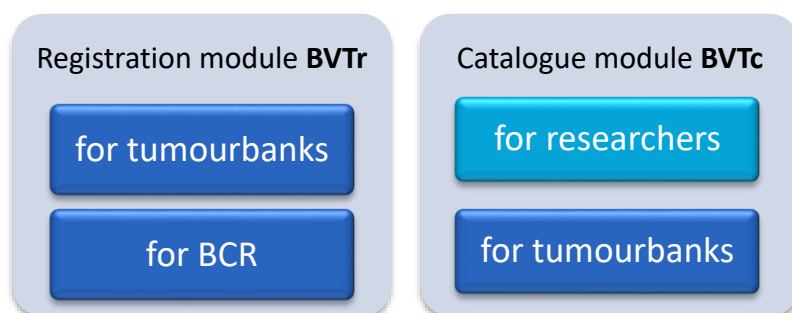 Registration module BVTr
for tumourbanks
for BCR
Catalogue module BVTc
for researchers
for tumourbanks